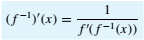 (f⁻¹)′(x) = 1 / f′(f⁻¹(x))